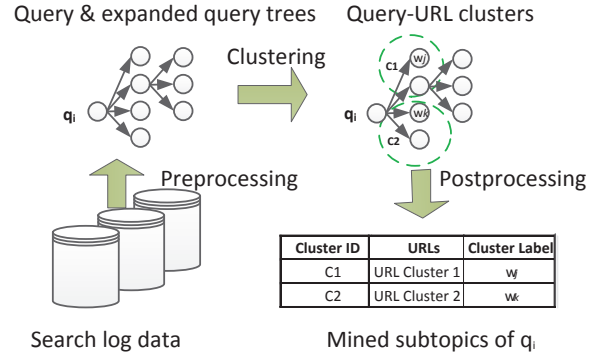 Query & expanded query trees
Query-URL clusters
Clustering
C1
wj
qi
wk
qi
C2
Preprocessing
Postprocessing
Cluster ID URLs Cluster Label
C1 URL Cluster 1 wj
C2 URL Cluster 2 wk
Search log data
Mined subtopics of qi